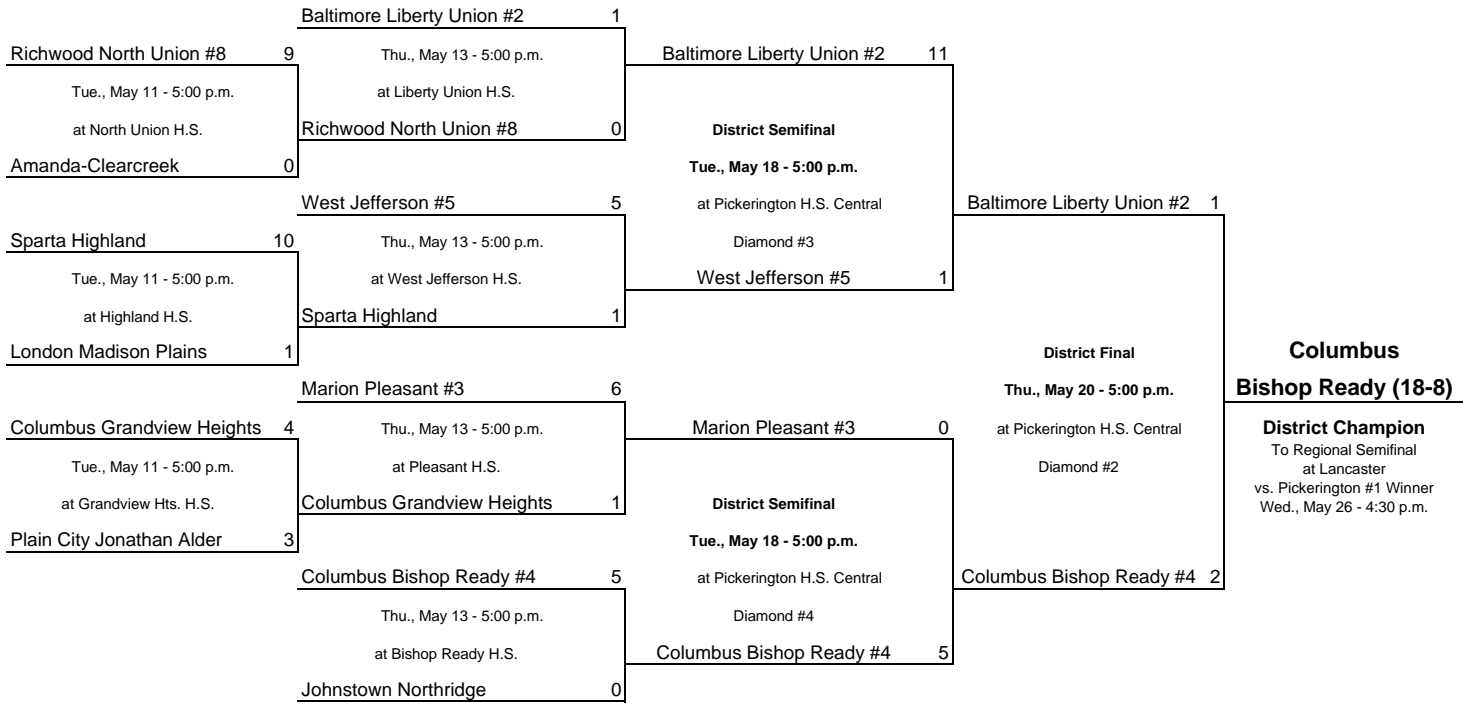 Baltimore Liberty Union #2 1
Richwood North Union #8 9
Thu., May 13 - 5:00 p.m.
Baltimore Liberty Union #2 11
Tue., May 11 - 5:00 p.m.
at Liberty Union H.S.
at North Union H.S.
Richwood North Union #8 0
District Semifinal
Amanda-Clearcreek 0
Tue., May 18 - 5:00 p.m.
West Jefferson #5 5
at Pickerington H.S. Central
Baltimore Liberty Union #2 1
Sparta Highland 10
Thu., May 13 - 5:00 p.m.
Diamond #3
Tue., May 11 - 5:00 p.m.
at West Jefferson H.S.
West Jefferson #5 1
at Highland H.S.
Sparta Highland 1
London Madison Plains 1
District Final
Columbus
Marion Pleasant #3 6
Thu., May 20 - 5:00 p.m.
Bishop Ready (18-8)
Columbus Grandview Heights 4
Thu., May 13 - 5:00 p.m.
Marion Pleasant #3 0
at Pickerington H.S. Central
District Champion
To Regional Semifinal
Tue., May 11 - 5:00 p.m.
at Pleasant H.S.
Diamond #2
at Lancaster
vs. Pickerington #1 Winner
at Grandview Hts. H.S.
Columbus Grandview Heights 1
District Semifinal
Wed., May 26 - 4:30 p.m.
Plain City Jonathan Alder 3
Tue., May 18 - 5:00 p.m.
Columbus Bishop Ready #4 5
at Pickerington H.S. Central
Columbus Bishop Ready #4 2
Thu., May 13 - 5:00 p.m.
Diamond #4
at Bishop Ready H.S.
Columbus Bishop Ready #4 5
Johnstown Northridge 0